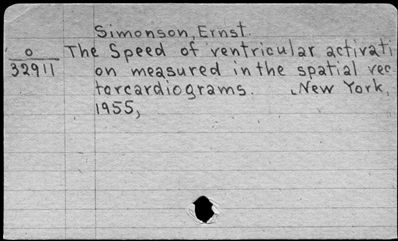 Simonson, Ernst.
o
32911
The Speed of ventricular activati
on measured in the spatial vec
torcardiograms. New York,
1955,